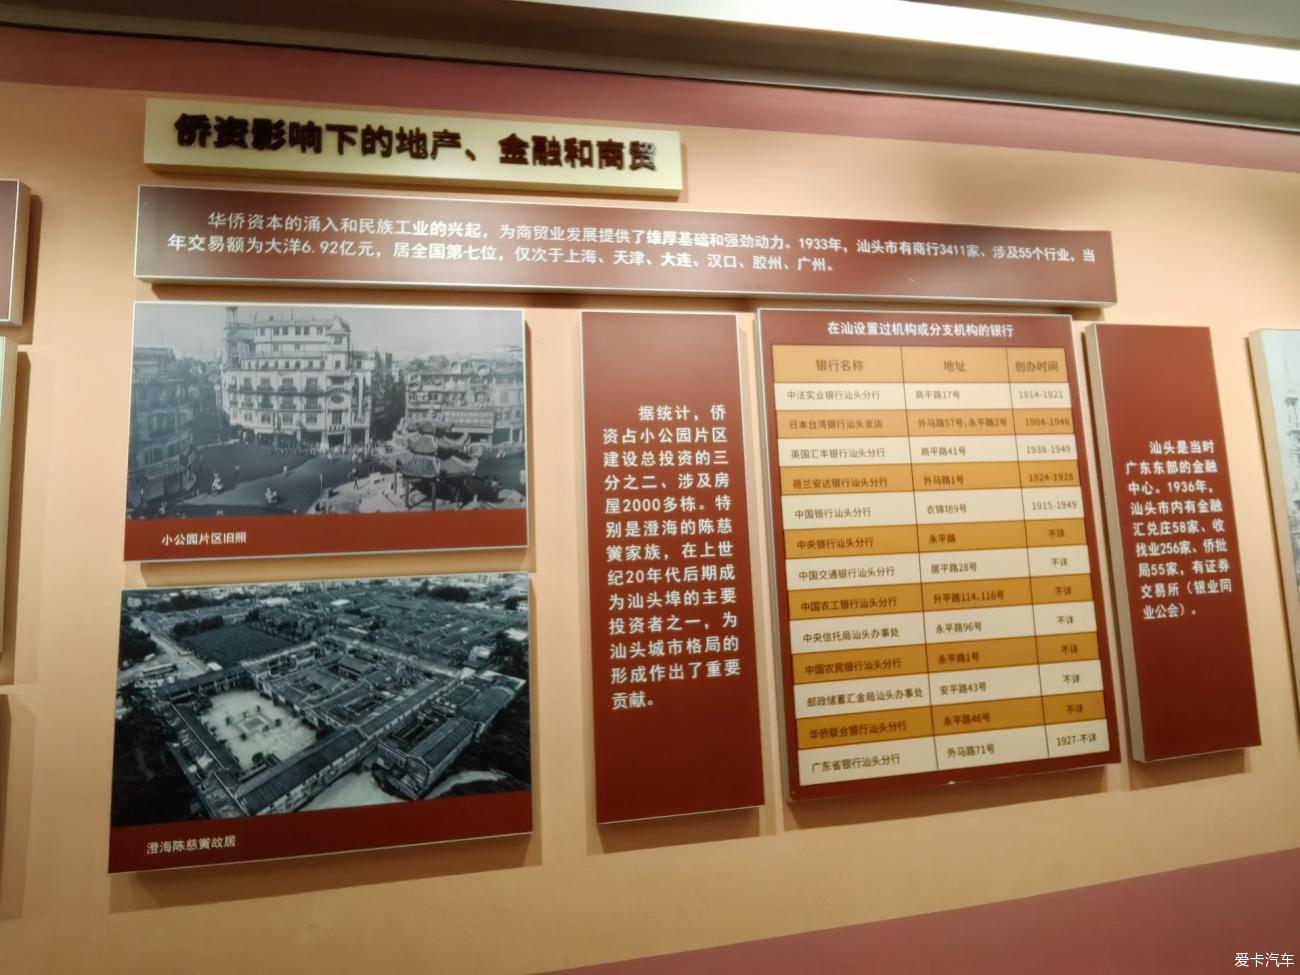 侨资影响下的地产、金融和商贸
华侨资本的涌入和民族工业的兴起，为商贸业发展提供了雄厚基础和强劲动力。1933年，汕头市有商行3411家、涉及55个行业，当
年交易额为大洋6.92亿元，居全国第七位，仅次于上海、天津、大连、汉口、胶州、广州。
小公园片区旧照
澄海陈慈黉故居
据统计，侨
资占小公园片区
建设总投资的三
分之二、涉及房
屋2000多栋。特
别是澄海的陈慈
黉家族，在上世
纪20年代后期成
为汕头埠的主要
投资者之一，为
汕头城市格局的
形成作出了重要
贡献。
在汕设置过机构或分支机构的银行
银行名称 地址 创办时间
中法实业银行汕头分行 商平路17号 1914-1921
日本台湾银行汕头支店 外马路57号,永平路2号 1904-1946
英国汇丰银行汕头分行 商平路41号 1938-1949
荷兰安达银行汕头分行 外马路1号 1924-1928
中国银行汕头分行 衣锦坊9号 1915-1949
中央银行汕头分行 永平路 不详
中国交通银行汕头分行 居平路28号 不详
中国农工银行汕头分行 升平路114、116号 不详
中央信托局汕头办事处 永平路96号 不详
中国农民银行汕头分行 永平路1号 不详
邮政储蓄汇金局汕头办事处 安平路43号 不详
华侨联合银行汕头分行 永平路46号 不详
广东省银行汕头分行 外马路71号 1927-不详
汕头是当时
广东东部的金融
中心。1936年，
汕头市内有金融
汇兑庄58家、收
找业256家、侨批
局55家，有证券
交易所（银业同
业公会）。
爱卡汽车